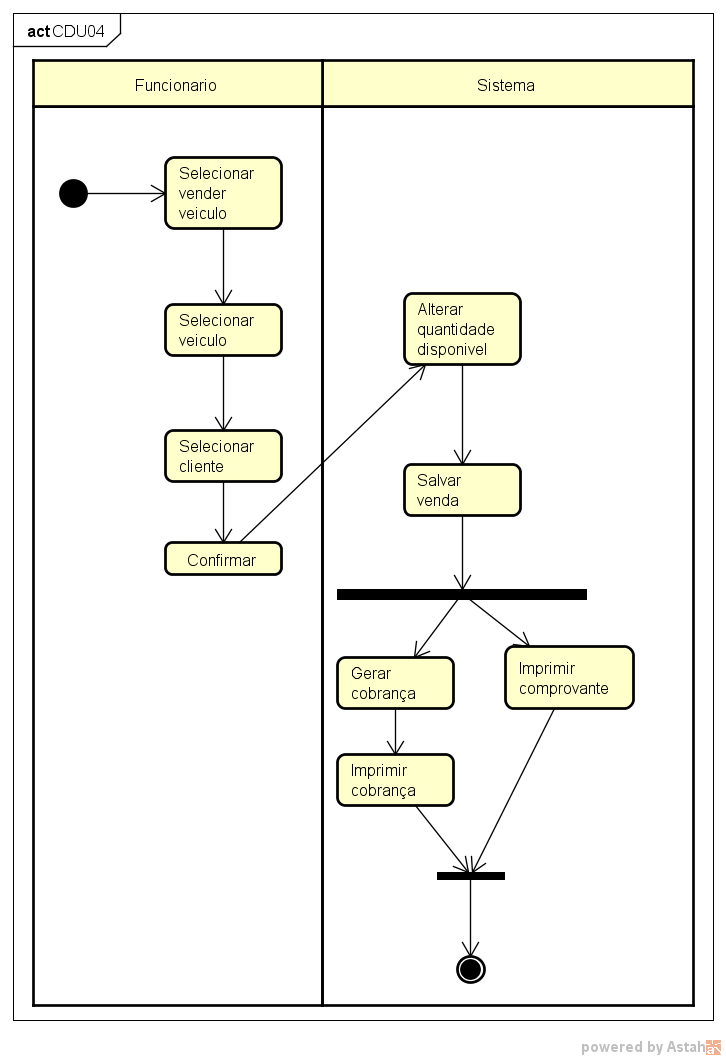 act CDU04
Funcionario
Sistema
Selecionar
vender
veiculo
Selecionar
veiculo
Selecionar
cliente
Confirmar
Alterar
quantidade
disponivel
Salvar
venda
Gerar
cobrança
Imprimir
comprovante
Imprimir
cobrança
powered by Astah